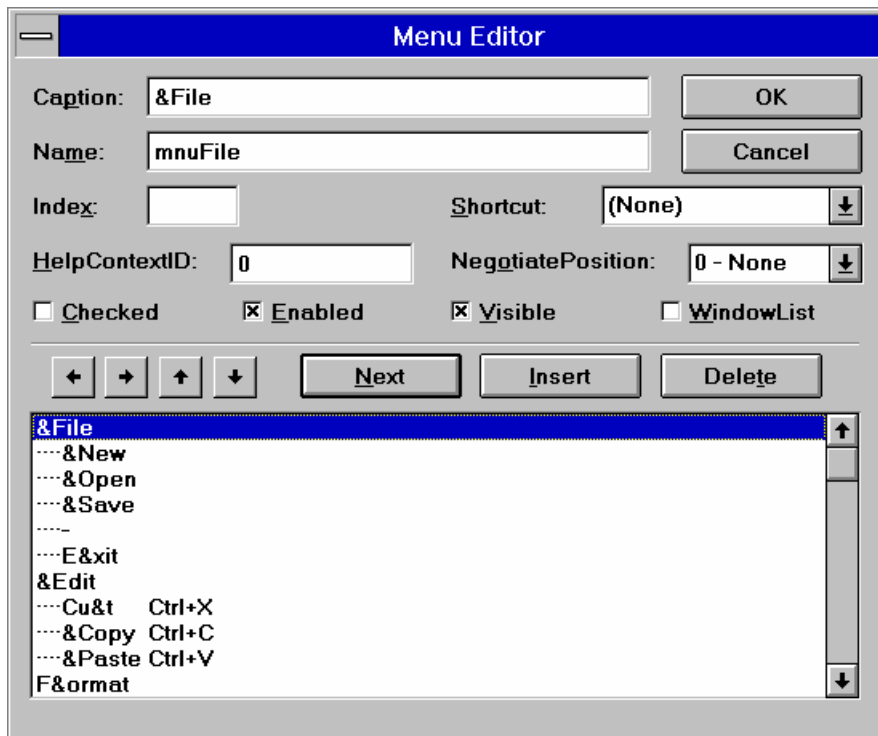 Menu Editor
Caption: &File OK
Name: mnuFile Cancel
Index: Shortcut: (None)
HelpContextID: 0 NegotiatePosition: 0 - None
Checked Enabled Visible WindowList
Next Insert Delete
&File
····&New
····&Open
····&Save
····-
····E&xit
&Edit
····Cu&t Ctrl+X
····&Copy Ctrl+C
····&Paste Ctrl+V
F&ormat